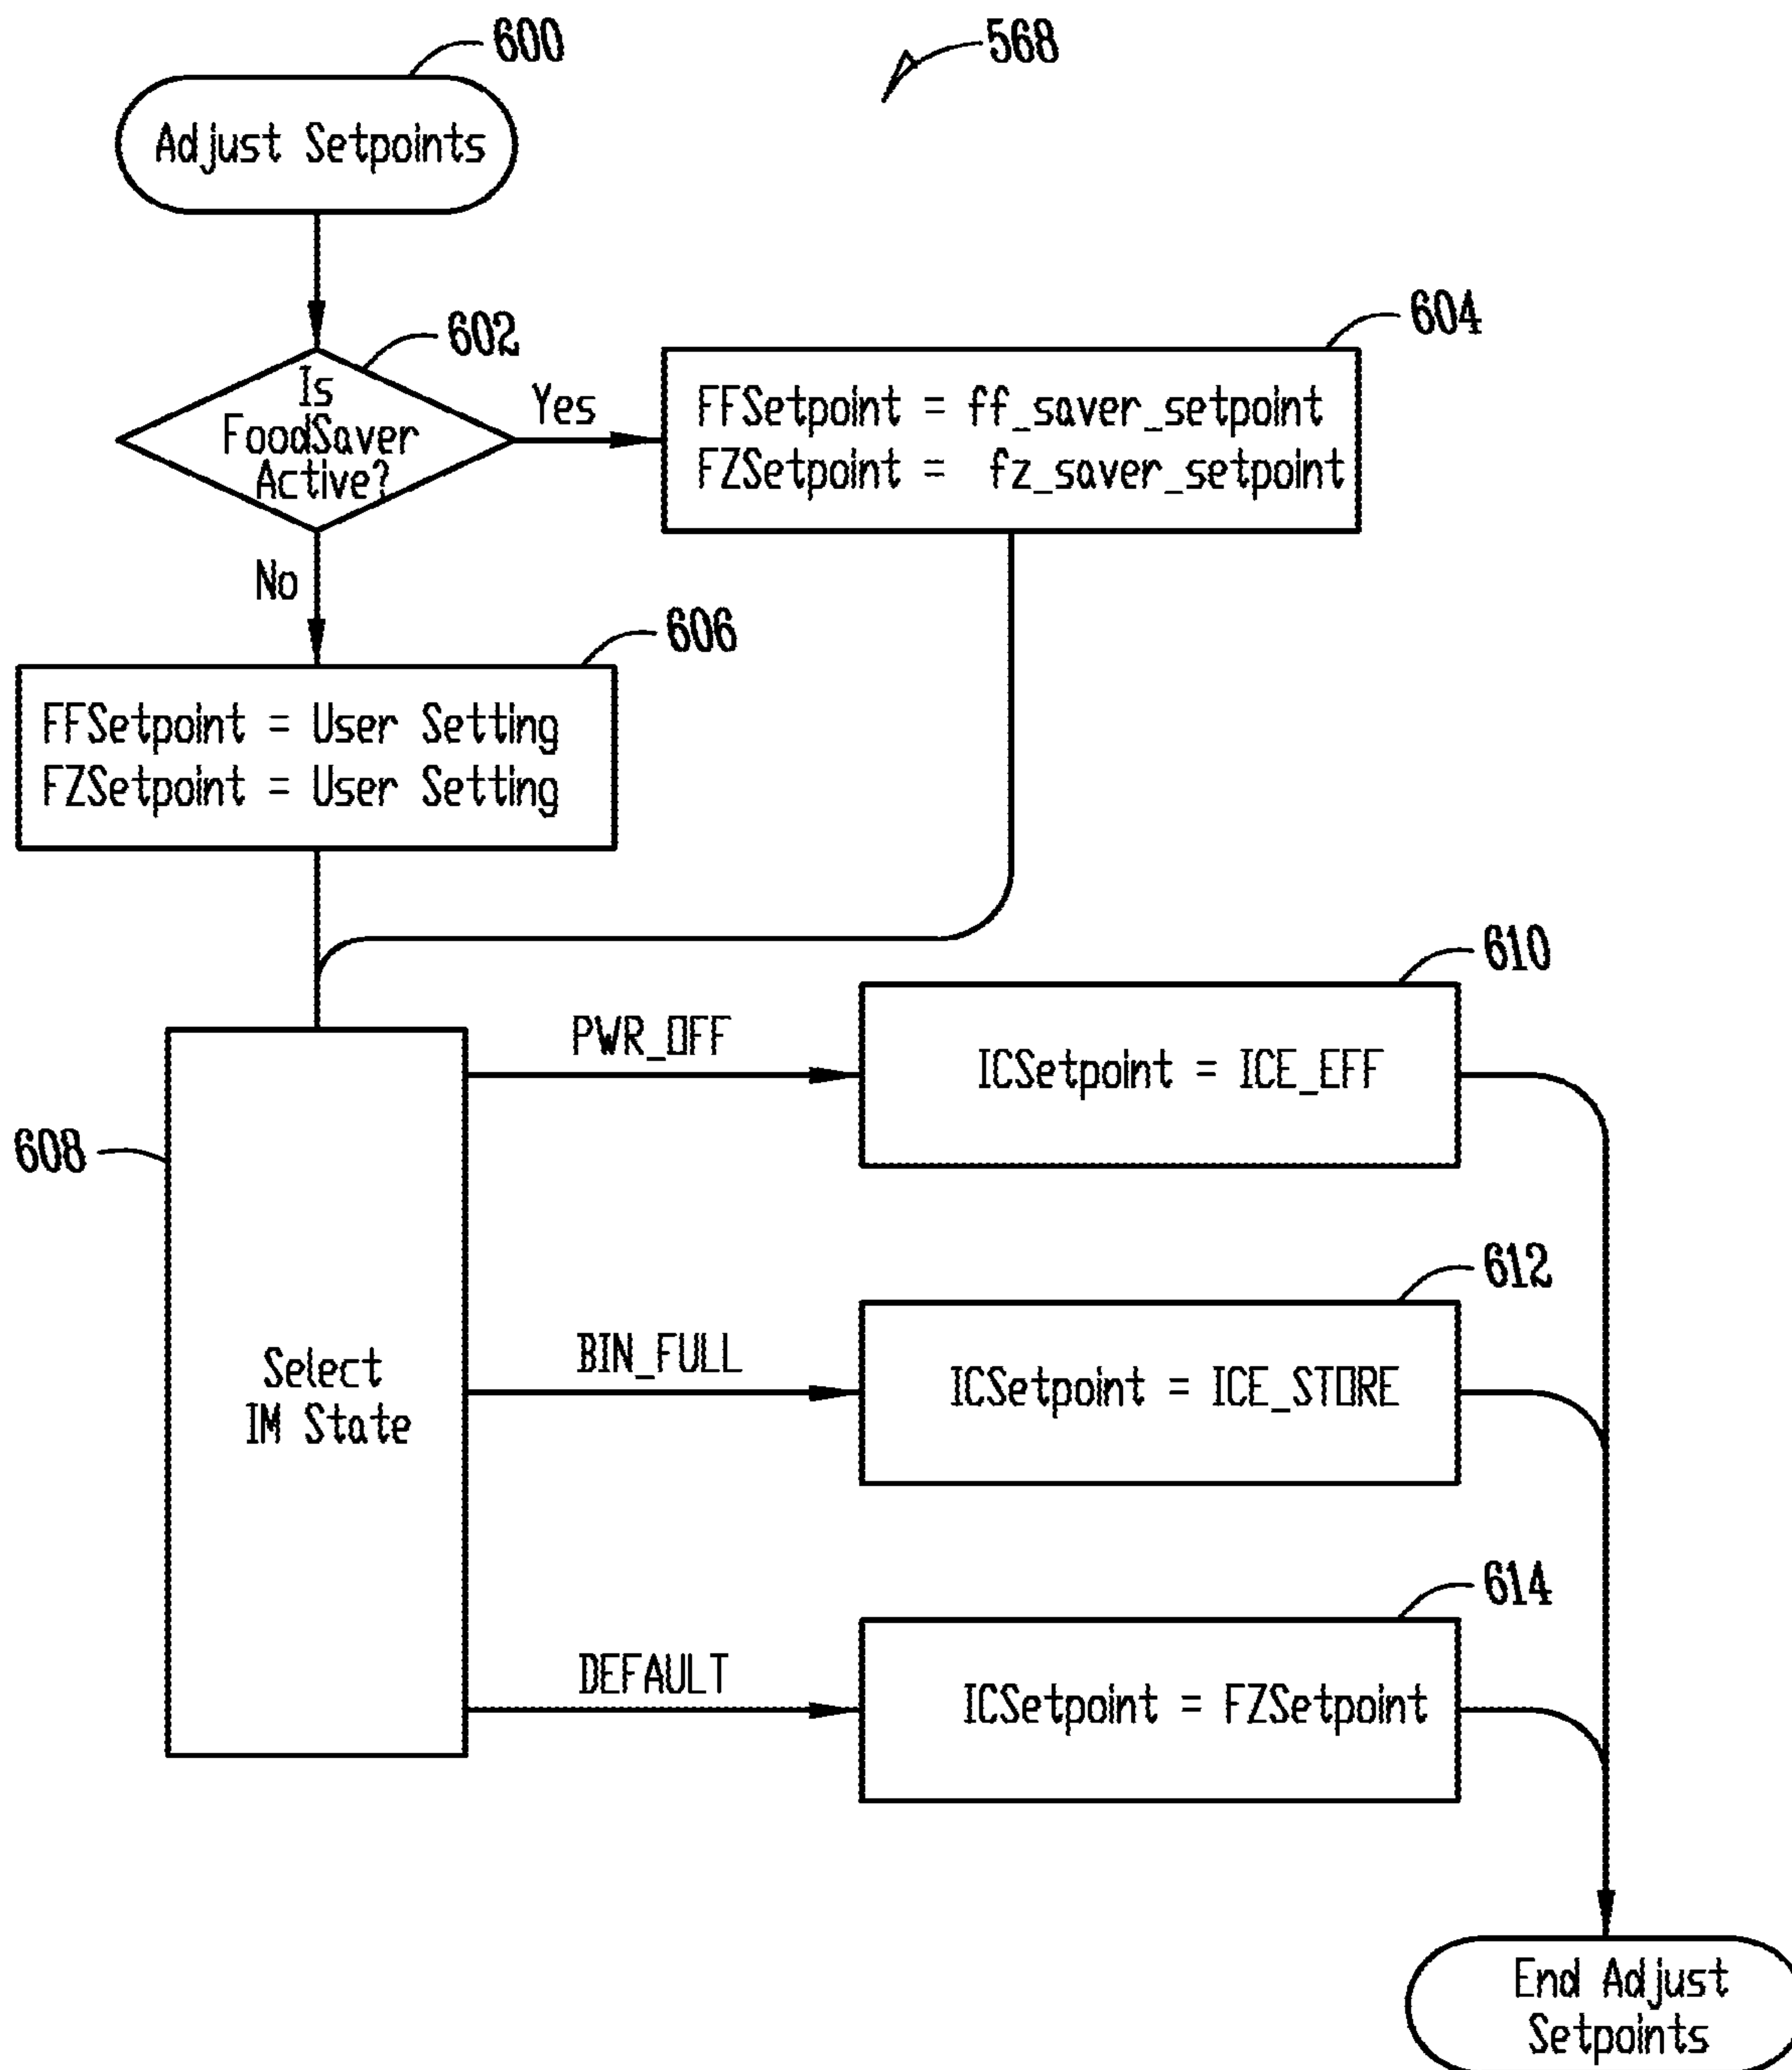 600
568
Adjust Setpoints
602
Is
FoodSaver
Active?
Yes
604
FFSetpoint = ff_saver_setpoint
FZSetpoint = fz_saver_setpoint
No
606
FFSetpoint = User Setting
FZSetpoint = User Setting
608
Select
IM State
PWR_OFF
610
ICSetpoint = ICE_EFF
BIN_FULL
612
ICSetpoint = ICE_STORE
DEFAULT
614
ICSetpoint = FZSetpoint
End Adjust
Setpoints